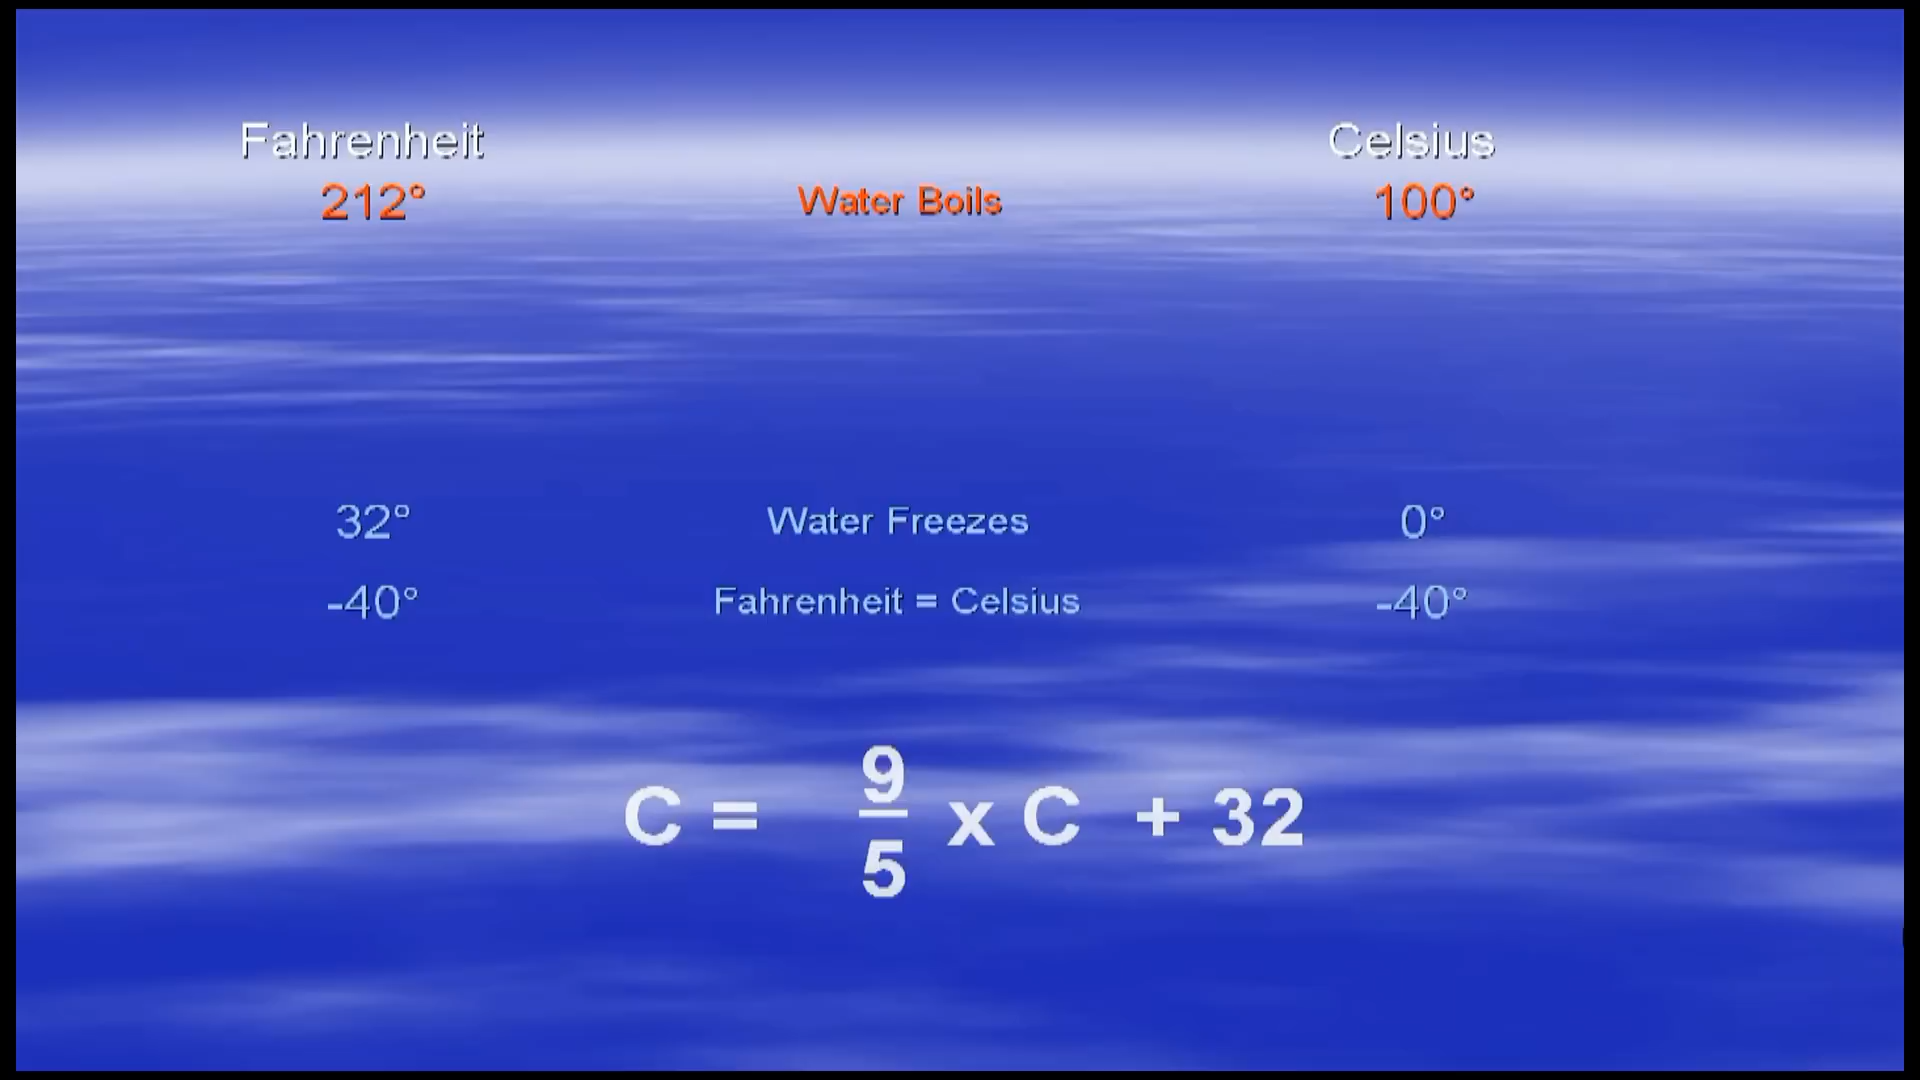 Fahrenheit Celsius
212° Water Boils 100°
32° Water Freezes 0°
-40° Fahrenheit = Celsius -40°
C = 9/5 x C + 32